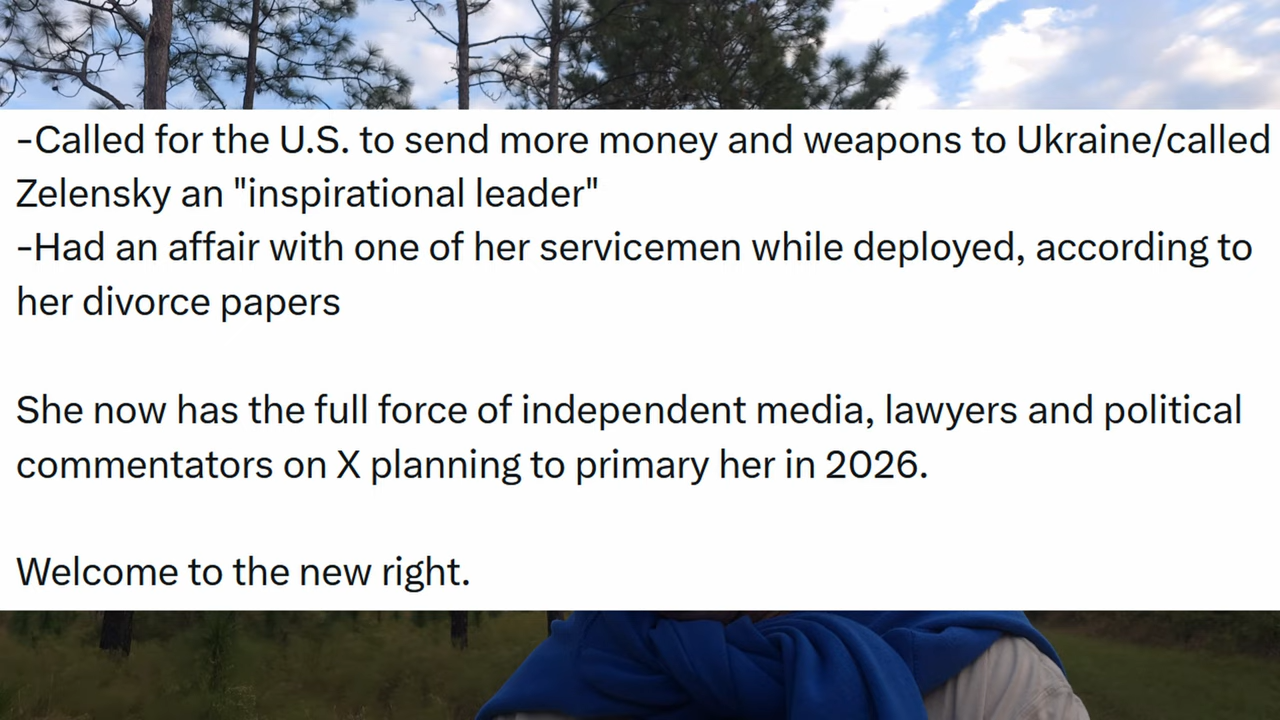 -Called for the U.S. to send more money and weapons to Ukraine/called
Zelensky an "inspirational leader"
-Had an affair with one of her servicemen while deployed, according to
her divorce papers
She now has the full force of independent media, lawyers and political
commentators on X planning to primary her in 2026.
Welcome to the new right.